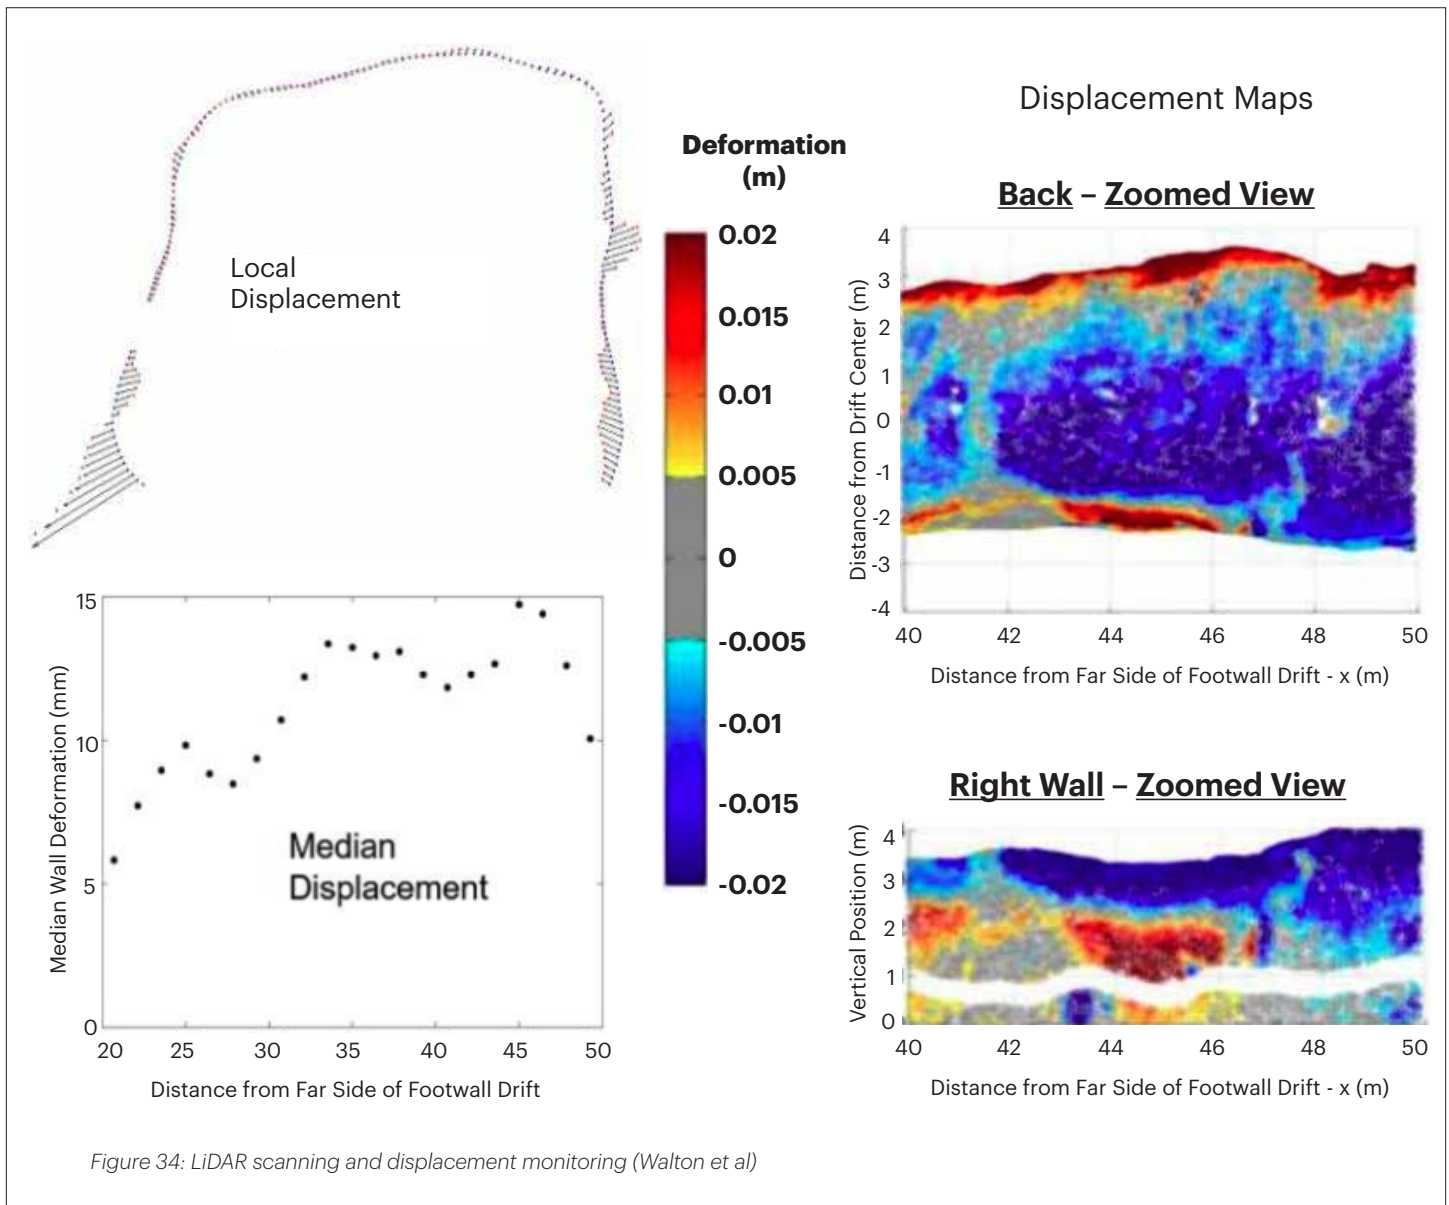 Local
Displacement
Deformation
(m)
0.02
0.015
0.01
0.005
0
-0.005
-0.01
-0.015
-0.02
Displacement Maps
Back – Zoomed View
Distance from Drift Center (m)
4
3
2
1
0
-1
-2
-3
-4
40 42 44 46 48 50
Distance from Far Side of Footwall Drift - x (m)
Median Wall Deformation (mm)
15
10
5
0
Median
Displacement
20 25 30 35 40 45 50
Distance from Far Side of Footwall Drift
Right Wall – Zoomed View
Vertical Position (m)
4
3
2
1
0
40 42 44 46 48 50
Distance from Far Side of Footwall Drift - x (m)
Figure 34: LiDAR scanning and displacement monitoring (Walton et al)